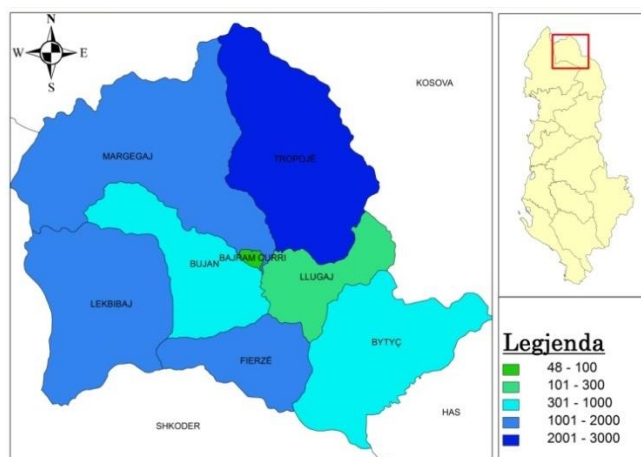 N
W E
S
KOSOVA
MARGEGAJ
TROPOJË
BAJRAM CURRI
BUJAN
LLUGAJ
LEKBIBAJ
BYTYÇ
FIERZË
HAS
SHKODER
Legjenda
48 - 100
101 - 300
301 - 1000
1001 - 2000
2001 - 3000